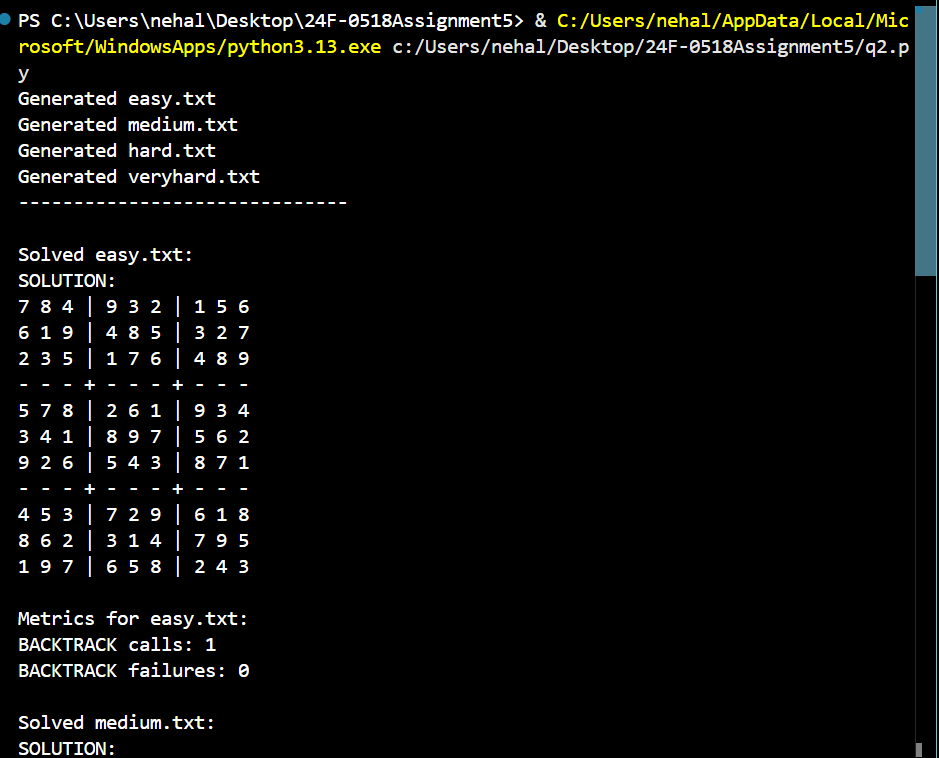 PS C:\Users\nehal\Desktop\24F-0518Assignment5> & C:/Users/nehal/AppData/Local/Mic
rosoft/WindowsApps/python3.13.exe c:/Users/nehal/Desktop/24F-0518Assignment5/q2.p
y
Generated easy.txt
Generated medium.txt
Generated hard.txt
Generated veryhard.txt
------------------------------
Solved easy.txt:
SOLUTION:
7 8 4 | 9 3 2 | 1 5 6
6 1 9 | 4 8 5 | 3 2 7
2 3 5 | 1 7 6 | 4 8 9
- - - + - - - + - - -
5 7 8 | 2 6 1 | 9 3 4
3 4 1 | 8 9 7 | 5 6 2
9 2 6 | 5 4 3 | 8 7 1
- - - + - - - + - - -
4 5 3 | 7 2 9 | 6 1 8
8 6 2 | 3 1 4 | 7 9 5
1 9 7 | 6 5 8 | 2 4 3
Metrics for easy.txt:
BACKTRACK calls: 1
BACKTRACK failures: 0
Solved medium.txt:
SOLUTION: